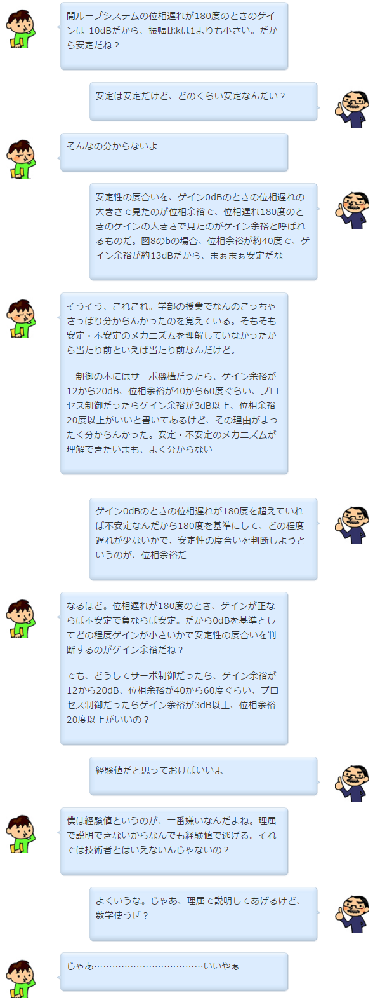 開ループシステムの位相遅れが180度のときのゲイ
ンは-10dBだから、振幅比kは1よりも小さい。だか
ら安定だね？
安定は安定だけど、どのくらい安定なんだい？
そんなの分からないよ
安定性の度合いを、ゲイン0dBのときの位相遅れの
大きさで見たのが位相余裕で、位相遅れ180度のと
きのゲインの大きさで見たのがゲイン余裕と呼ばれ
るものだ。図8のbの場合、位相余裕が約40度で、ゲ
イン余裕が約13dBだから、まぁまぁ安定だな
そうそう、これこれ。学部の授業でなんのこっちゃ
さっぱり分からんかったのを覚えている。そもそも
安定・不安定のメカニズムを理解していなかったか
ら当たり前といえば当たり前なんだけど。
制御の本にはサーボ機構だったら、ゲイン余裕が
12から20dB、位相余裕が40から60度ぐらい、プロ
セス制御だったらゲイン余裕が3dB以上、位相余裕
20度以上がいいと書いてあるけど、その理由がまっ
たく分からんかった。安定・不安定のメカニズムが
理解できたいまも、よく分からない
ゲイン0dBのときの位相遅れが180度を超えていれ
ば不安定なんだから180度を基準にして、どの程度
遅れが少ないかで、安定性の度合いを判断しようと
いうのが、位相余裕だ
なるほど。位相遅れが180度のとき、ゲインが正な
らば不安定で負ならば安定。だから0dBを基準とし
てどの程度ゲインが小さいかで安定性の度合いを判
断するのがゲイン余裕だね？
でも、どうしてサーボ制御だったら、ゲイン余裕が
12から20dB、位相余裕が40から60度ぐらい、プロ
セス制御だったらゲイン余裕が3dB以上、位相余裕
20度以上がいいの？
経験値だと思っておけばいいよ
僕は経験値というのが、一番嫌いなんだよね。理屈
で説明できないからなんでも経験値で逃げる。それ
では技術者とはいえないんじゃないの？
よくいうな。じゃあ、理屈で説明してあげるけど、
数学使うぜ？
じゃあ………………………………いいやぁ